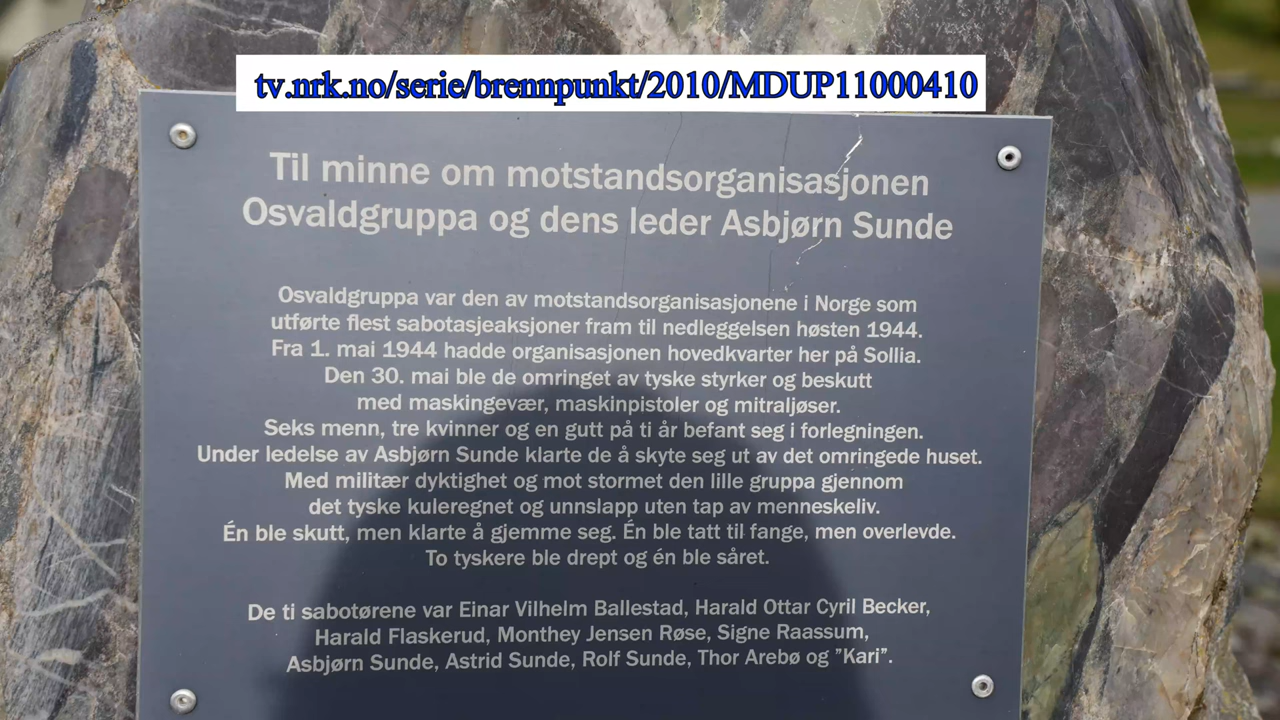 tv.nrk.no/serie/brennpunkt/2010/MDUP11000410
Til minne om motstandsorganisasjonen
Osvaldgruppa og dens leder Asbjørn Sunde
Osvaldgruppa var den av motstandsorganisasjonene i Norge som
utførte flest sabotasjeaksjoner fram til nedleggelsen høsten 1944.
Fra 1. mai 1944 hadde organisasjonen hovedkvarter her på Sollia.
Den 30. mai ble de omringet av tyske styrker og beskutt
med maskingevær, maskinpistoler og mitraljøser.
Seks menn, tre kvinner og en gutt på ti år befant seg i forlegningen.
Under ledelse av Asbjørn Sunde klarte de å skyte seg ut av det omringede huset.
Med militær dyktighet og mot stormet den lille gruppa gjennom
det tyske kuleregnet og unnslapp uten tap av menneskeliv.
Én ble skutt, men klarte å gjemme seg. Én ble tatt til fange, men overlevde.
To tyskere ble drept og én ble såret.
De ti sabotørene var Einar Vilhelm Ballestad, Harald Ottar Cyril Becker,
Harald Flaskerud, Monthey Jensen Røse, Signe Raassum,
Asbjørn Sunde, Astrid Sunde, Rolf Sunde, Thor Arebø og ”Kari”.